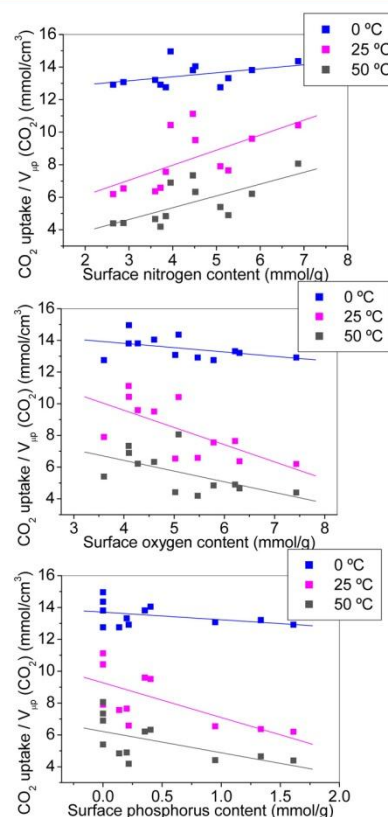 0 ºC
25 ºC
50 ºC
16
14
12
10
8
6
4
2
3
4
5
6
7
8
CO2 uptake / Vμp (CO2) (mmol/cm3)
Surface nitrogen content (mmol/g)
0 ºC
25 ºC
50 ºC
16
14
12
10
8
6
4
4
5
6
7
8
CO2 uptake / Vμp (CO2) (mmol/cm3)
Surface oxygen content (mmol/g)
0 ºC
25 ºC
50 ºC
16
14
12
10
8
6
4
0.0
0.5
1.0
1.5
2.0
CO2 uptake / Vμp (CO2) (mmol/cm3)
Surface phosphorus content (mmol/g)